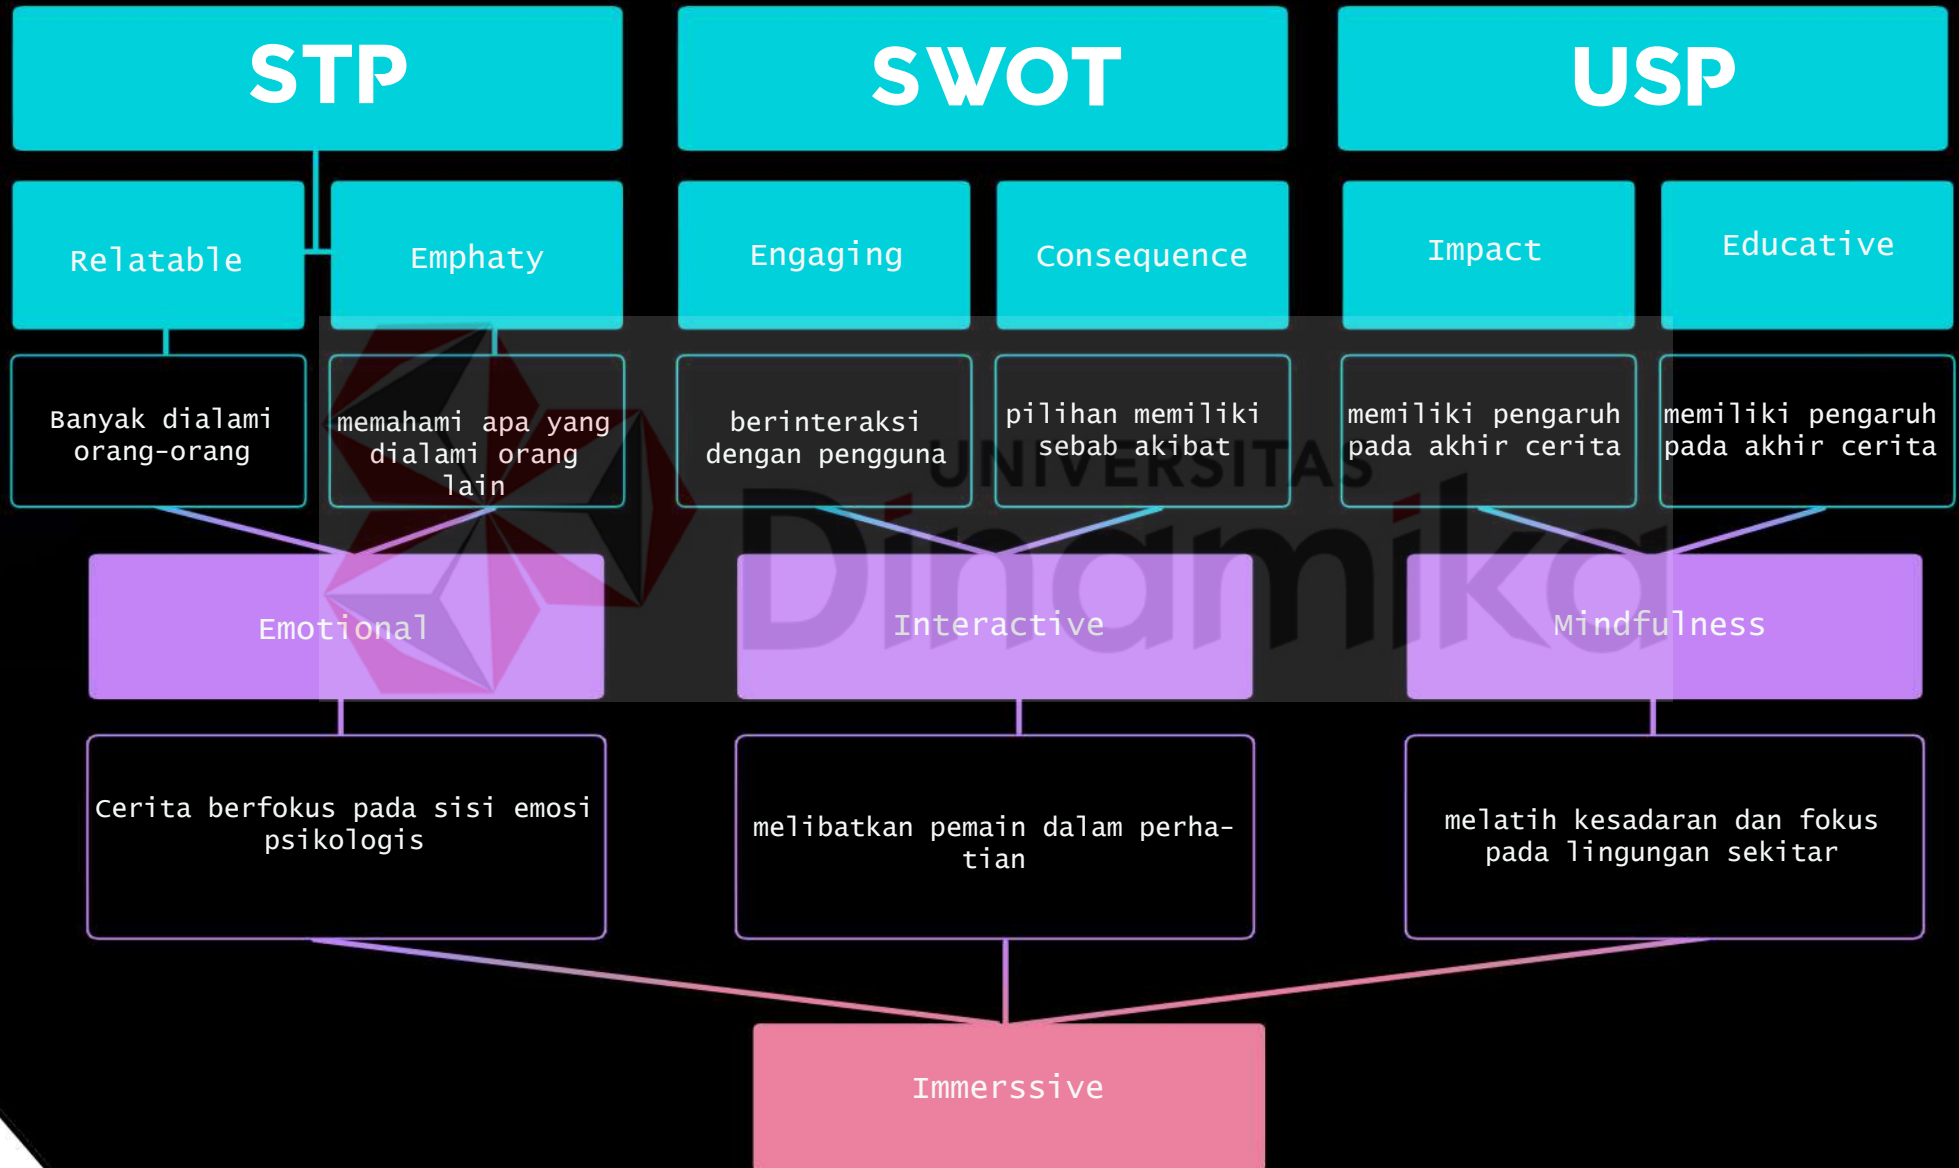 STP
SWOT
USP
Relatable
Emphaty
Engaging
Consequence
Impact
Educative
Banyak dialami
orang-orang
memahami apa yang
dialami orang
lain
berinteraksi
dengan pengguna
pilihan memiliki
sebab akibat
memiliki pengaruh
pada akhir cerita
memiliki pengaruh
pada akhir cerita
UNIVERSITAS
Dinamika
Emotional
Interactive
Mindfulness
Cerita berfokus pada sisi emosi
psikologis
melibatkan pemain dalam perha-
tian
melatih kesadaran dan fokus
pada lingungan sekitar
Immerssive